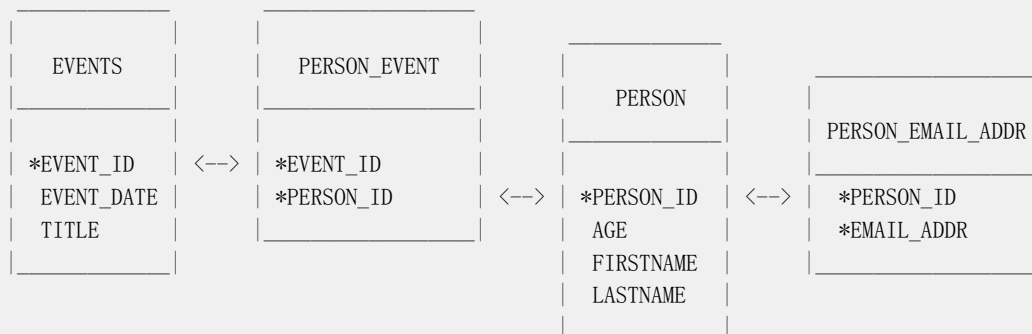 EVENTS
*EVENT_ID
EVENT_DATE
TITLE
PERSON_EVENT
*EVENT_ID
*PERSON_ID
PERSON
*PERSON_ID
AGE
FIRSTNAME
LASTNAME
PERSON_EMAIL_ADDR
*PERSON_ID
*EMAIL_ADDR